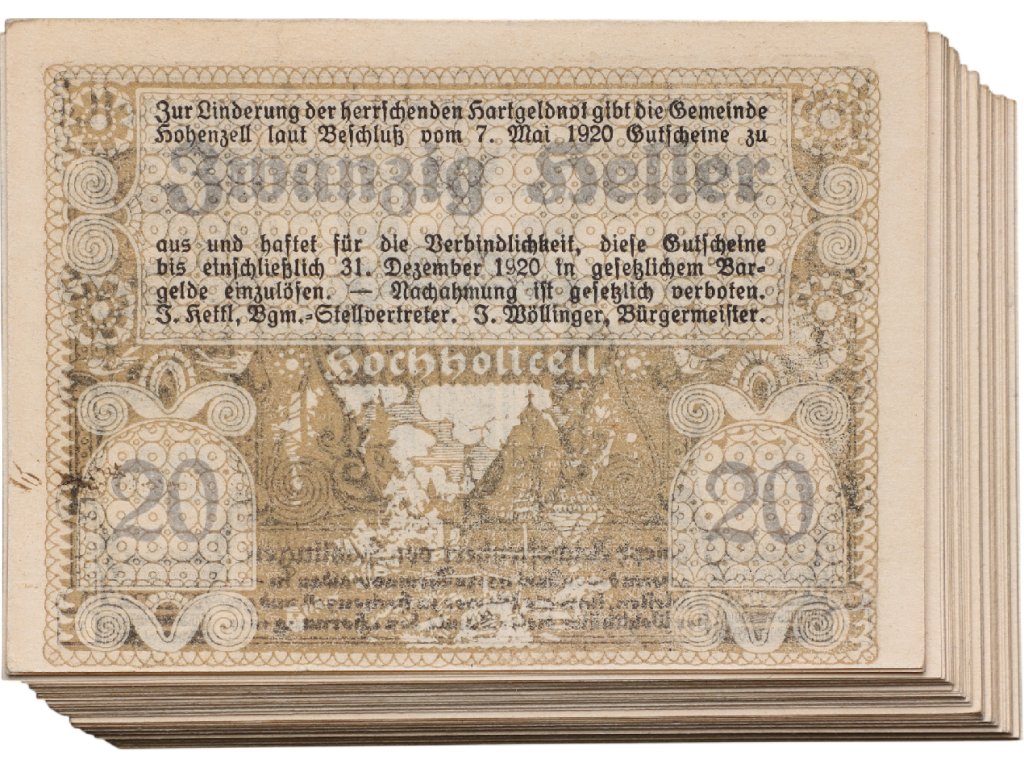 Zur Linderung der herrschenden Hartgeldnot gibt die Gemeinde
Hohenzell laut Beschluß vom 7. Mai 1920 Gutscheine zu
Zwanzig Heller
aus und haftet für die Verbindlichkeit, diese Gutscheine
bis einschließlich 31. Dezember 1920 in gesetzlichem Bar-
gelde einzulösen. — Nachahmung ist gesetzlich verboten.
J. Kettl, Bgm.-Stellvertreter. J. Wöllinger, Bürgermeister.
Hochholtcell
20 20